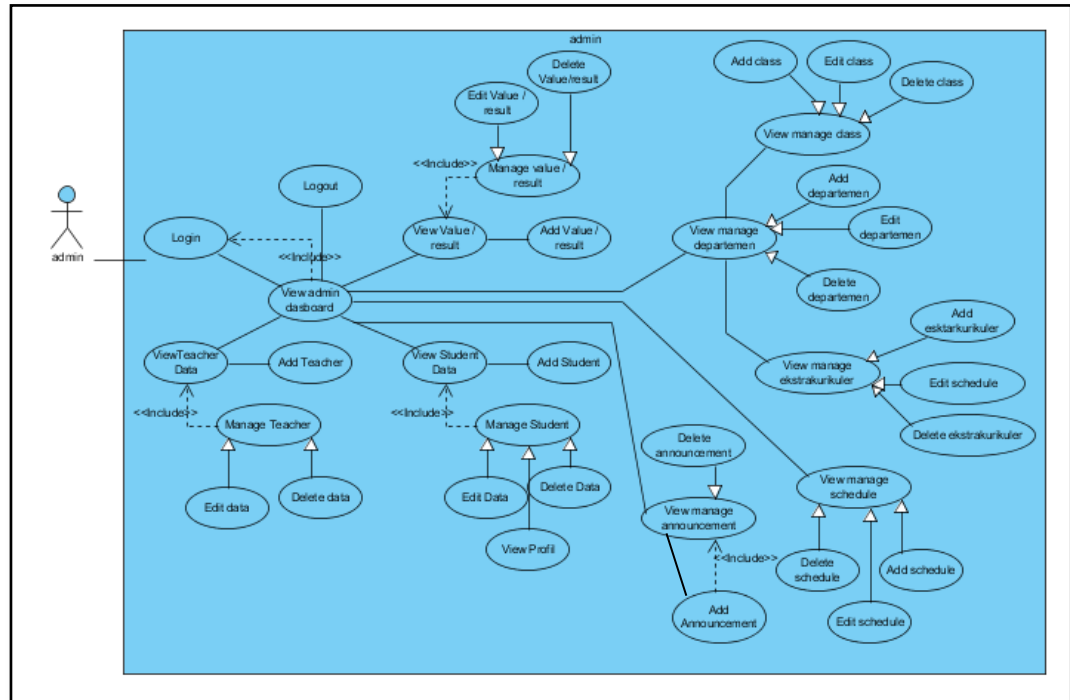 admin
Delete
Value/result
Add class
Edit class
Delete class
Edit Value /
result
View manage class
<<Include>>
Manage value /
result
Logout
Add
departemen
Edit
departemen
Login
View Value /
result
Add Value /
result
View manage
departemen
admin
<<Include>>
Delete
departemen
View admin
dasboard
Add
esktarkurikuler
ViewTeacher
Data
Add Teacher
View Student
Data
Add Student
View manage
ekstrakurikuler
Edit schedule
<<Include>>
<<Include>>
Manage Teacher
Manage Student
Delete
announcement
Delete ekstrakurikuler
View manage
schedule
Edit data
Delete data
Edit Data
Delete Data
View manage
announcement
View Profil
<<Include>>
Delete
schedule
Add schedule
Add
Announcement
Edit schedule